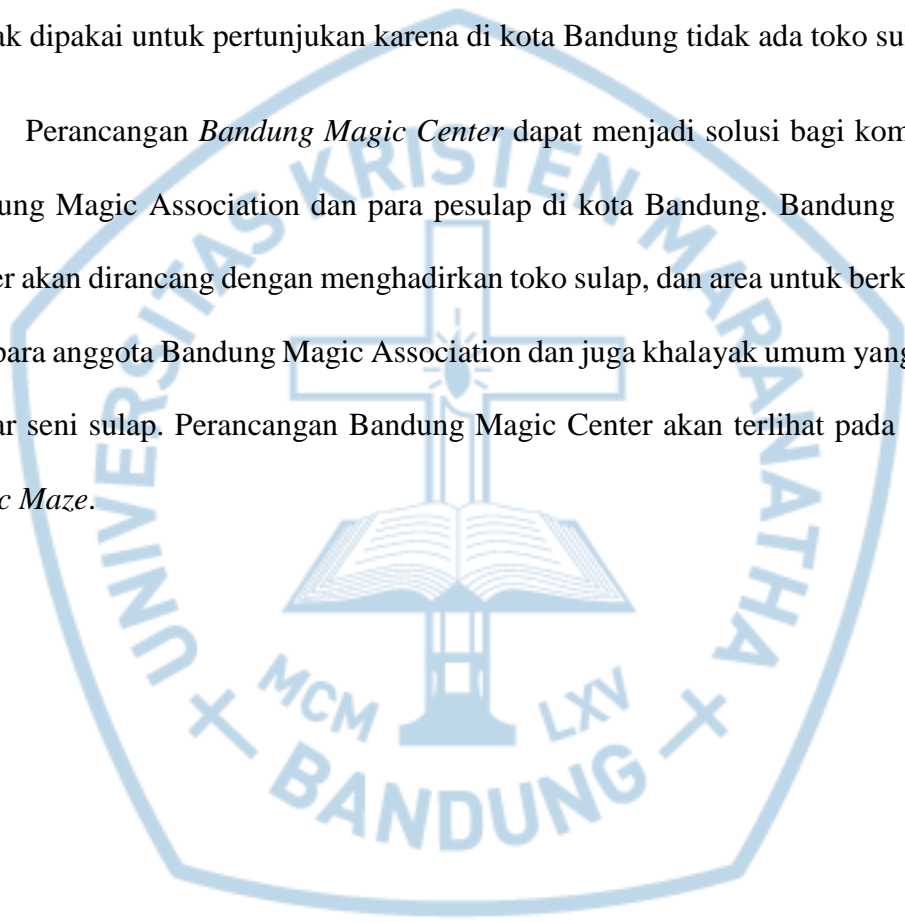 ak dipakai untuk pertunjukan karena di kota Bandung tidak ada toko su
Perancangan Bandung Magic Center dapat menjadi solusi bagi kom
ung Magic Association dan para pesulap di kota Bandung. Bandung
er akan dirancang dengan menghadirkan toko sulap, dan area untuk berk
para anggota Bandung Magic Association dan juga khalayak umum yang
ar seni sulap. Perancangan Bandung Magic Center akan terlihat pada
ic Maze.
UNIVERSITAS KRISTEN MARANATHA
MCM LXV
BANDUNG